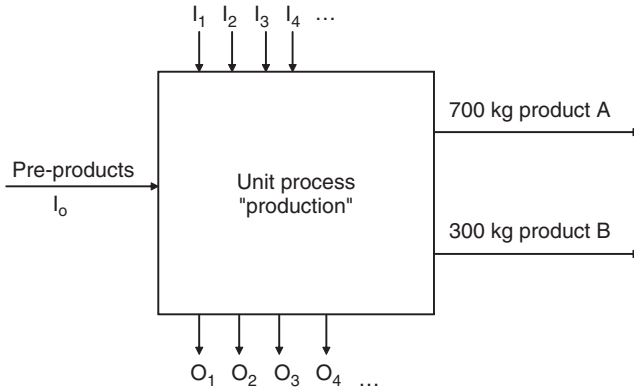 I1 I2 I3 I4 ...
700 kg product A
Pre-products
Io
Unit process
"production"
300 kg product B
O1 O2 O3 O4 ...